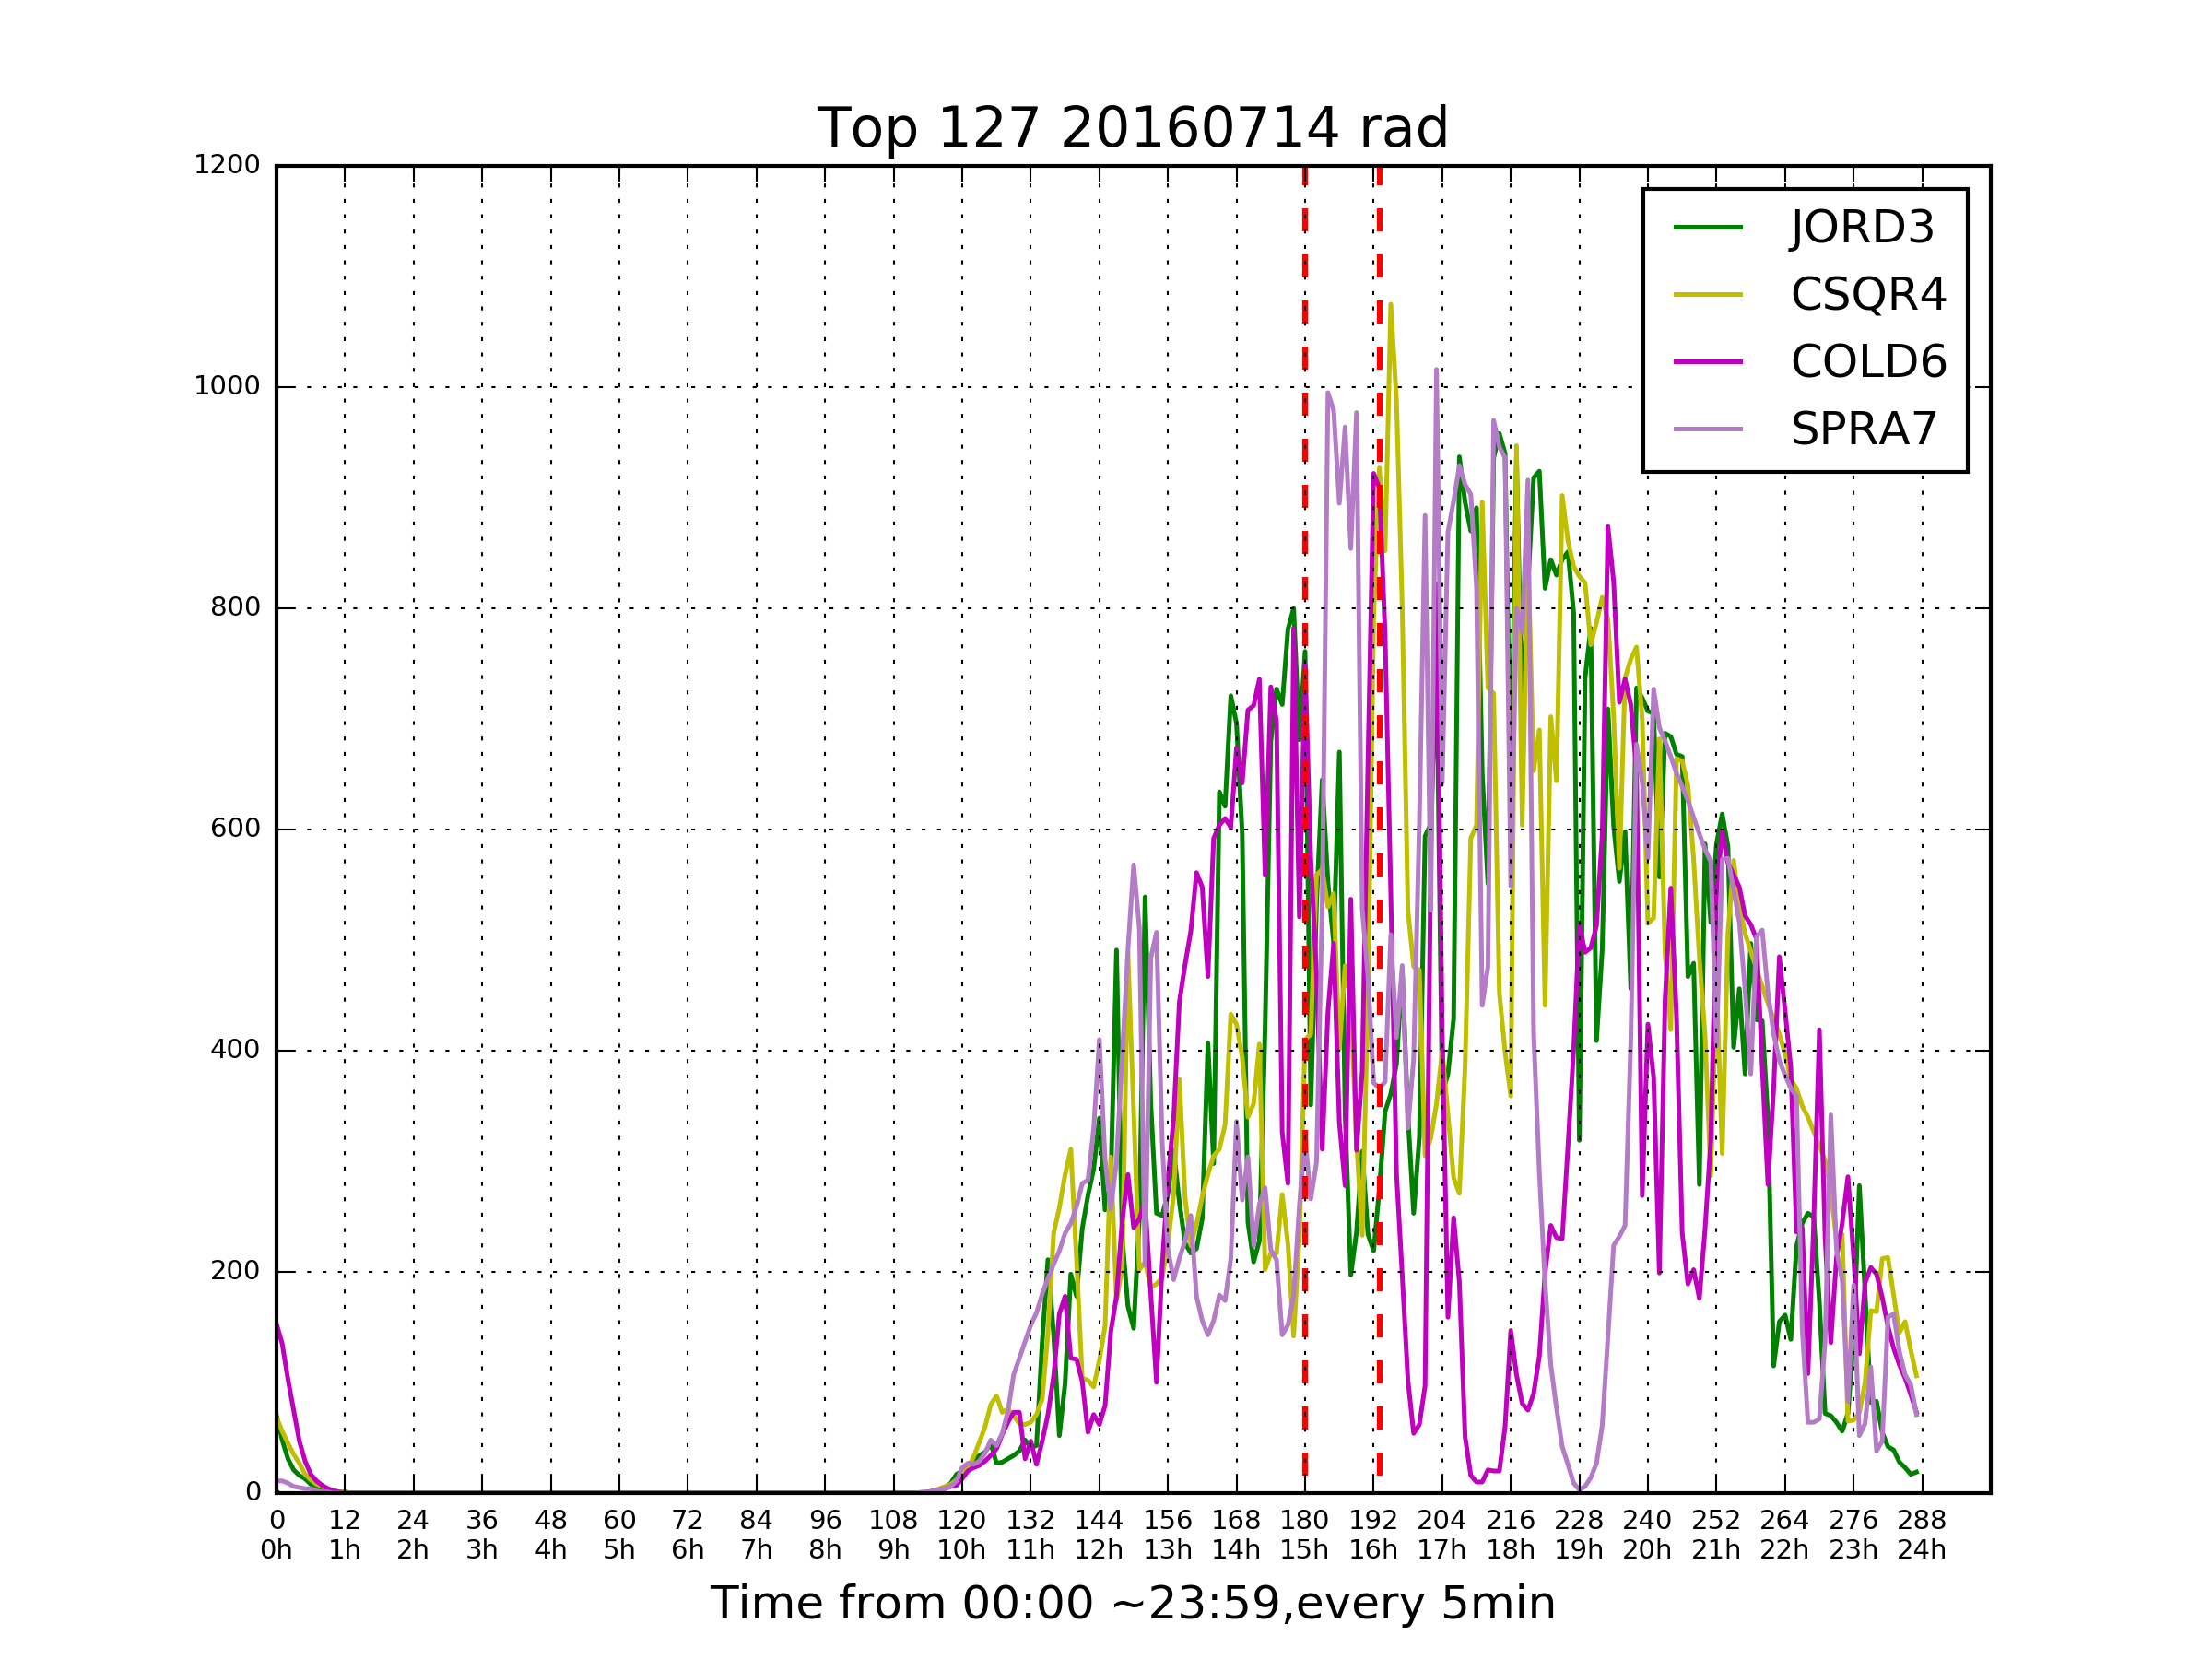 Top 127 20160714 rad
1200
1000
800
600
400
200
0
JORD3
CSQR4
COLD6
SPRA7
0 12 24 36 48 60 72 84 96 108 120 132 144 156 168 180 192 204 216 228 240 252 264 276 288
0h 1h 2h 3h 4h 5h 6h 7h 8h 9h 10h 11h 12h 13h 14h 15h 16h 17h 18h 19h 20h 21h 22h 23h 24h
Time from 00:00 ~23:59,every 5min